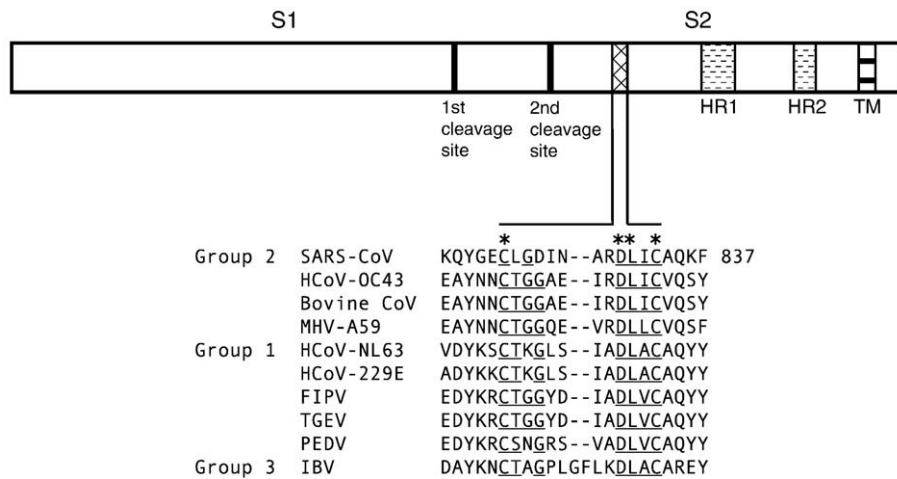 S1 S2
1st cleavage site
2nd cleavage site
HR1 HR2 TM
* ** *
Group 2 SARS-CoV KQYGECLGDIN--ARDLICAQKF 837
HCoV-OC43 EAYNNCTGGAE--IRDLICVQSY
Bovine CoV EAYNNCTGGAE--IRDLICVQSY
MHV-A59 EAYNNCTGGQE--VRDLLCVQSF
Group 1 HCoV-NL63 VDYKSCTKGLS--IADLACAQYY
HCoV-229E ADYKKCTKGLS--IADLACAQYY
FIPV EDYKRCTGGYD--IADLVCAQYY
TGEV EDYKRCTGGYD--IADLVCAQYY
PEDV EDYKRCSNGRS--VADLVCAQYY
Group 3 IBV DAYKNCTAGPLGFLKDLACAREY